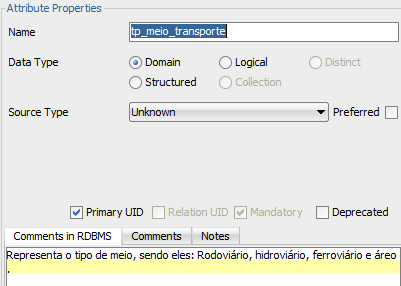 Attribute Properties
Name tp_meio_transporte
Data Type Domain Logical Distinct
Structured Collection
Source Type Unknown Preferred
Primary UID Relation UID Mandatory Deprecated
Comments in RDBMS Comments Notes
Representa o tipo de meio, sendo eles: Rodoviário, hidroviário, ferroviário e áreo
.